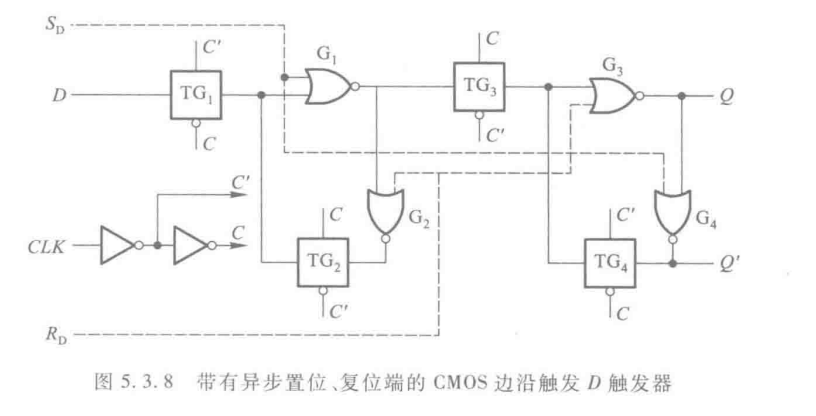 S_D
C' G₁ C G₃
D TG₁ TG₃ Q
C C'
C'
C C' G₂ G₄
CLK C
TG₂ TG₄ Q'
C' C
R_D
图 5.3.8 带有异步置位、复位端的 CMOS 边沿触发 D 触发器